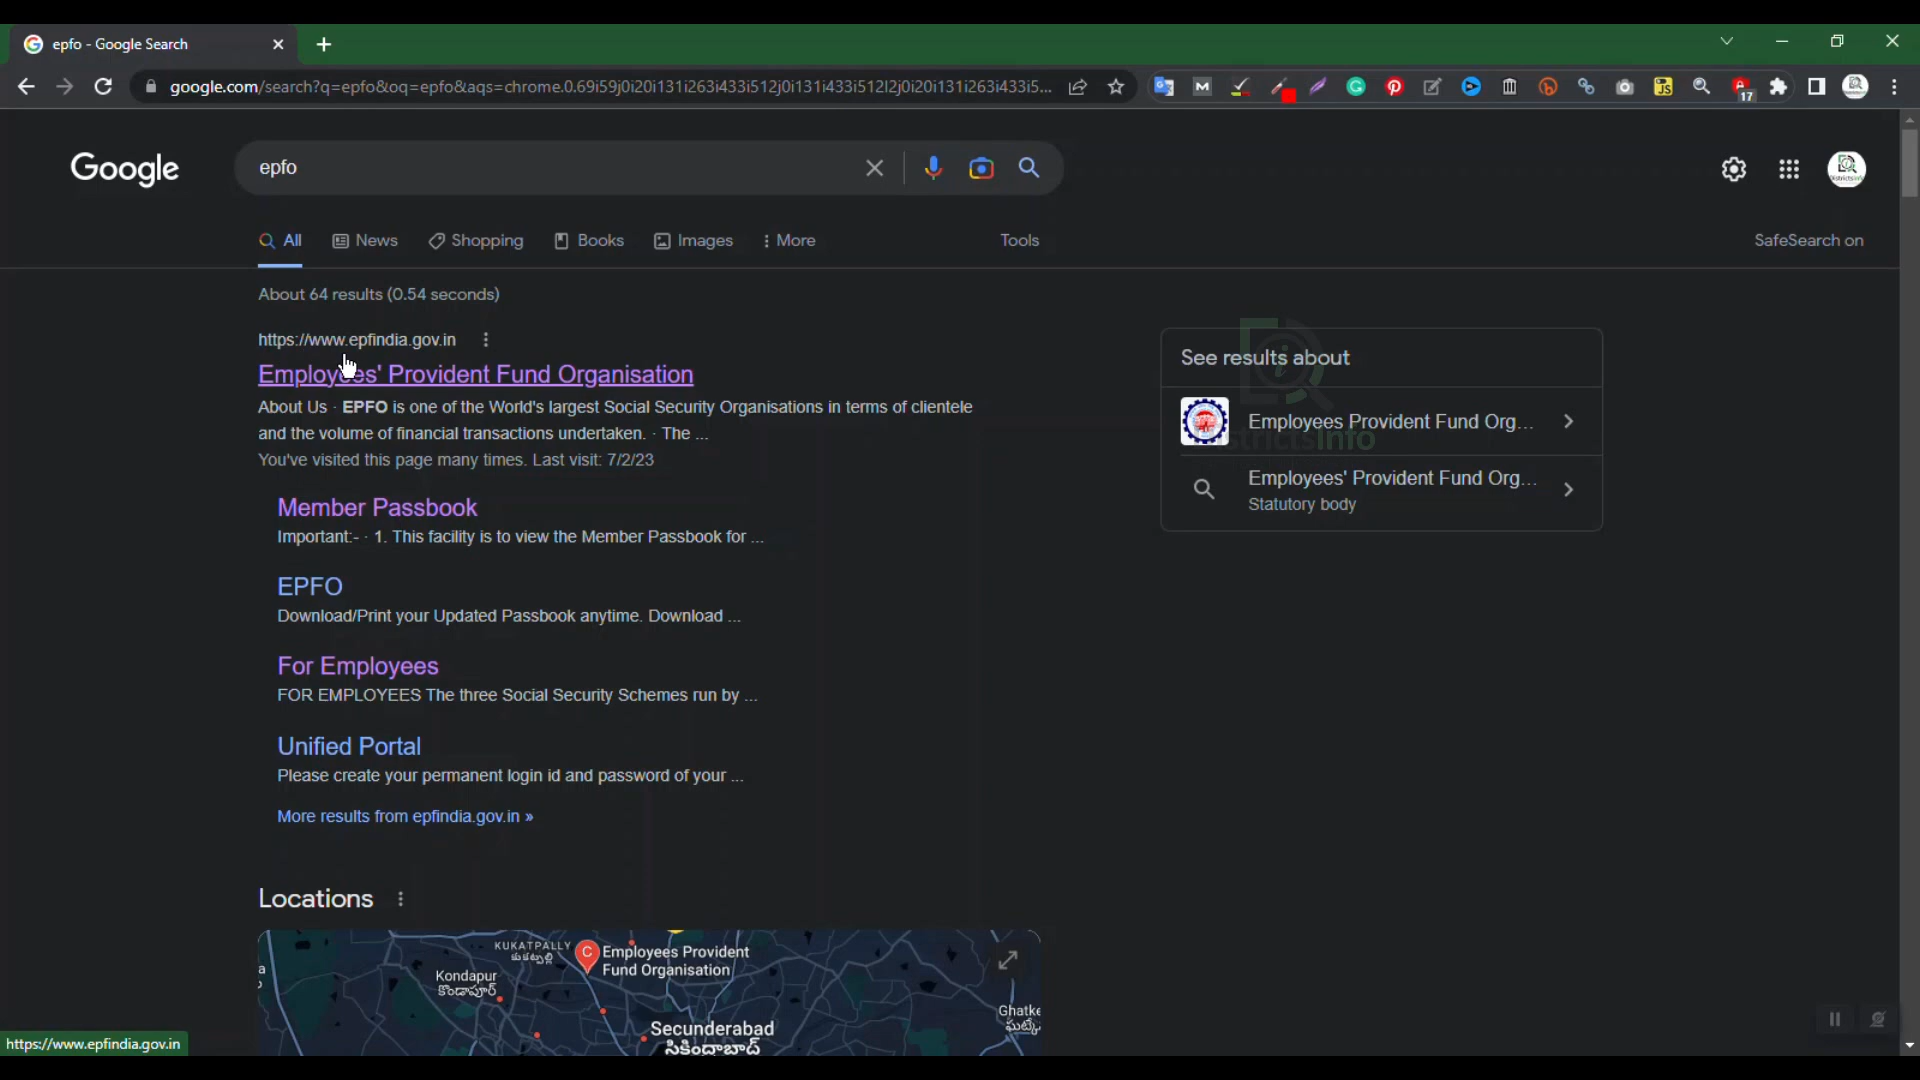 epfo - Google Search
google.com/search?q=epfo&oq=epfo&aqs=chrome.0.69i59j0i20i131i263i433i512j0i131i433i512l2j0i20i131i263i433i5...
17
Google
epfo
All
News
Shopping
Books
Images
More
Tools
SafeSearch on
About 64 results (0.54 seconds)
https://www.epfindia.gov.in
Employees' Provident Fund Organisation
About Us · EPFO is one of the World's largest Social Security Organisations in terms of clientele
and the volume of financial transactions undertaken. · The ...
You've visited this page many times. Last visit: 7/2/23
Member Passbook
Important:- · 1. This facility is to view the Member Passbook for ...
EPFO
Download/Print your Updated Passbook anytime. Download ...
For Employees
FOR EMPLOYEES The three Social Security Schemes run by ...
Unified Portal
Please create your permanent login id and password of your ...
More results from epfindia.gov.in »
See results about
Employees Provident Fund Org...
DistrictsInfo
Employees' Provident Fund Org...
Statutory body
Locations
KUKATPALLY
Employees Provident
Fund Organisation
C
Kondapur
కొండాపూర్
Secunderabad
సికింద్రాబాద్
Ghatke
ఘట్కే
https://www.epfindia.gov.in